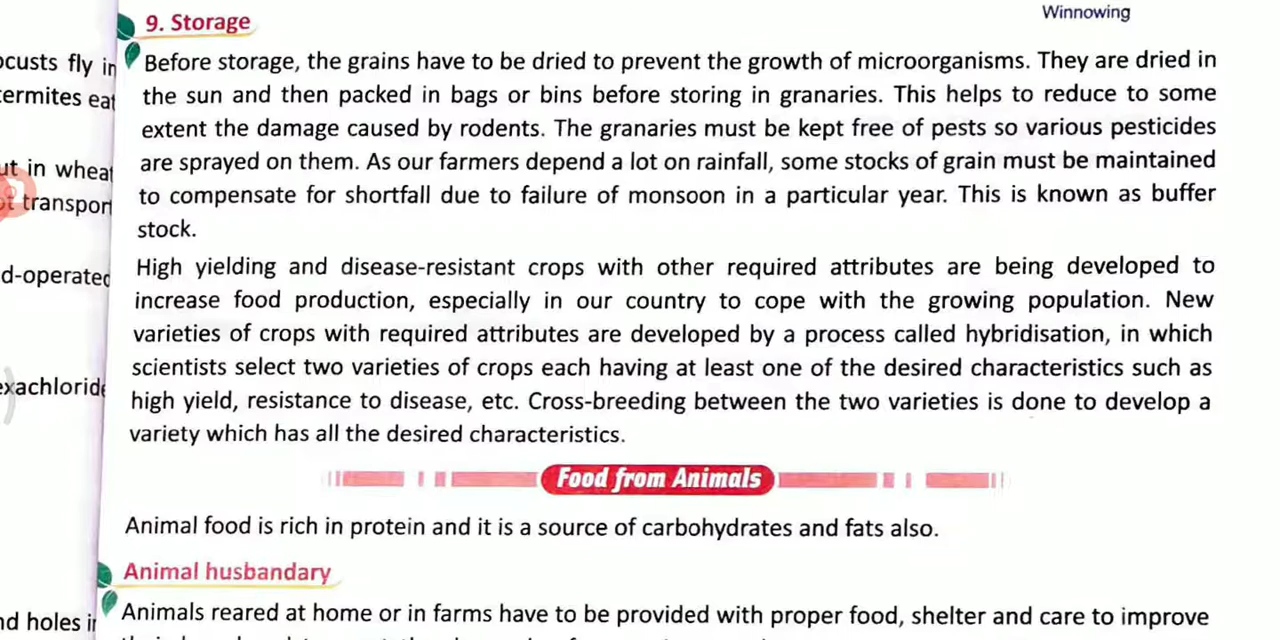 Winnowing
9. Storage
Before storage, the grains have to be dried to prevent the growth of microorganisms. They are dried in
the sun and then packed in bags or bins before storing in granaries. This helps to reduce to some
extent the damage caused by rodents. The granaries must be kept free of pests so various pesticides
are sprayed on them. As our farmers depend a lot on rainfall, some stocks of grain must be maintained
to compensate for shortfall due to failure of monsoon in a particular year. This is known as buffer
stock.
High yielding and disease-resistant crops with other required attributes are being developed to
increase food production, especially in our country to cope with the growing population. New
varieties of crops with required attributes are developed by a process called hybridisation, in which
scientists select two varieties of crops each having at least one of the desired characteristics such as
high yield, resistance to disease, etc. Cross-breeding between the two varieties is done to develop a
variety which has all the desired characteristics.
Food from Animals
Animal food is rich in protein and it is a source of carbohydrates and fats also.
Animal husbandary
Animals reared at home or in farms have to be provided with proper food, shelter and care to improve
fly in
eat
in wheat
transport
d-operated
holes